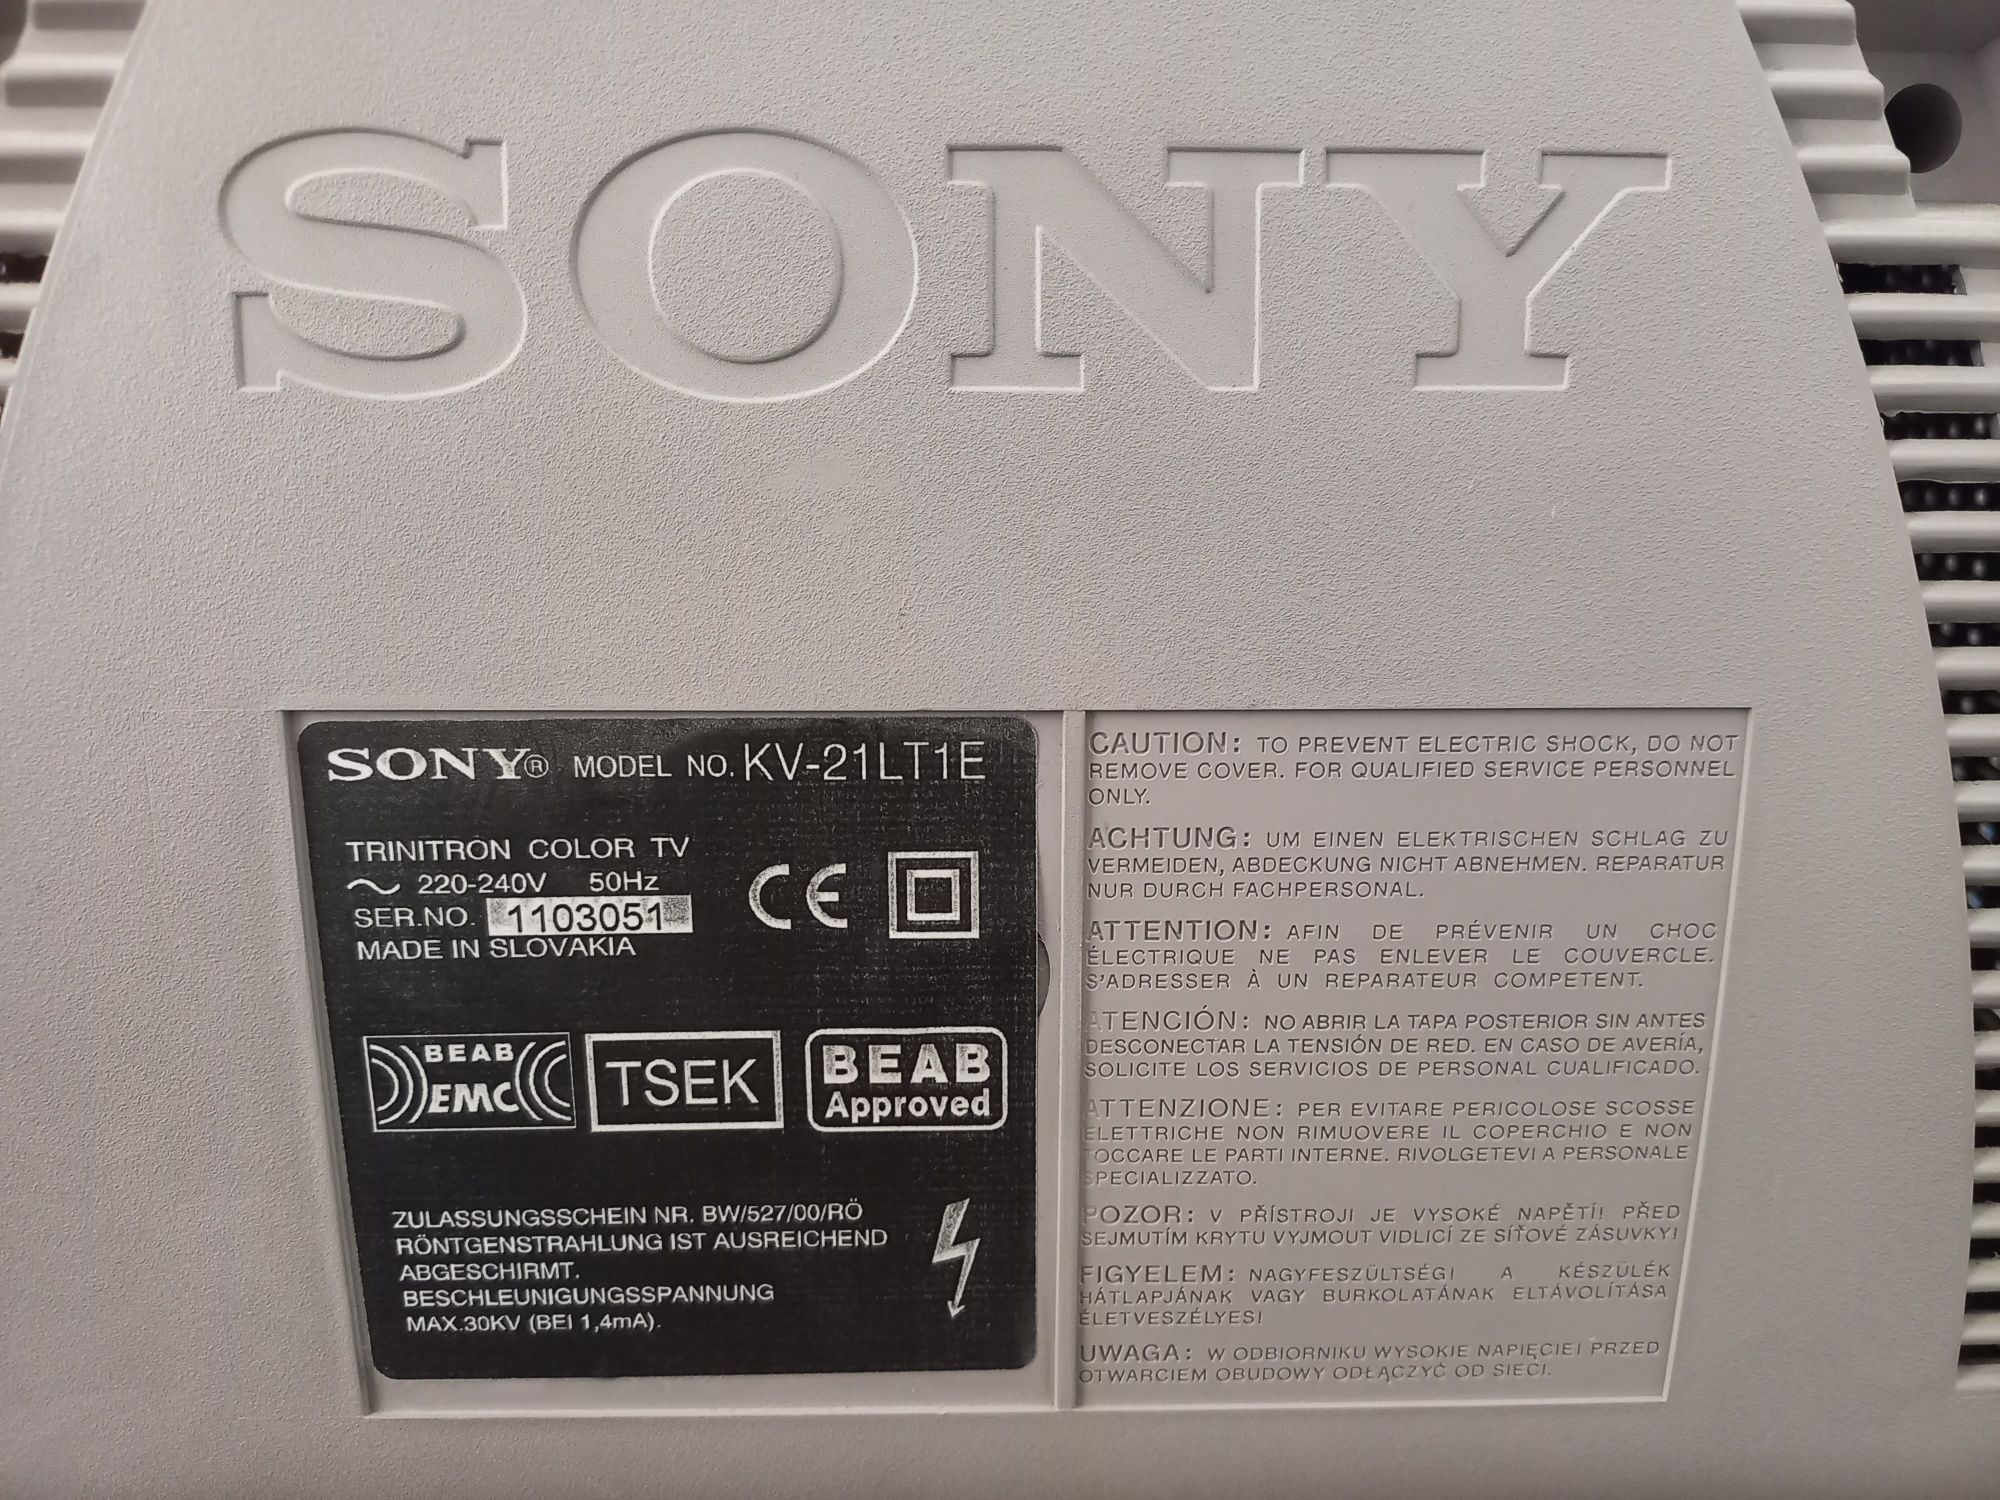 SONY
SONY® MODEL NO. KV-21LT1E
TRINITRON COLOR TV
~ 220-240V 50Hz
SER.NO. 1103051
MADE IN SLOVAKIA
CE
BEAB
EMC
TSEK
BEAB
Approved
ZULASSUNGSSCHEIN NR. BW/527/00/RÖ
RÖNTGENSTRAHLUNG IST AUSREICHEND
ABGESCHIRMT.
BESCHLEUNIGUNGSSPANNUNG
MAX.30KV (BEI 1,4mA).
CAUTION: TO PREVENT ELECTRIC SHOCK, DO NOT
REMOVE COVER. FOR QUALIFIED SERVICE PERSONNEL
ONLY.
ACHTUNG: UM EINEN ELEKTRISCHEN SCHLAG ZU
VERMEIDEN, ABDECKUNG NICHT ABNEHMEN. REPARATUR
NUR DURCH FACHPERSONAL.
ATTENTION: AFIN DE PRÉVENIR UN CHOC
ÉLECTRIQUE NE PAS ENLEVER LE COUVERCLE.
S'ADRESSER À UN REPARATEUR COMPETENT.
ATENCIÓN: NO ABRIR LA TAPA POSTERIOR SIN ANTES
DESCONECTAR LA TENSIÓN DE RED. EN CASO DE AVERÍA,
SOLICITE LOS SERVICIOS DE PERSONAL CUALIFICADO.
ATTENZIONE: PER EVITARE PERICOLOSE SCOSSE
ELETTRICHE NON RIMUOVERE IL COPERCHIO E NON
TOCCARE LE PARTI INTERNE. RIVOLGETEVI A PERSONALE
SPECIALIZZATO.
POZOR: V PŘÍSTROJI JE VYSOKÉ NAPĚTÍ! PŘED
SEJMUTÍM KRYTU VYJMOUT VIDLICÍ ZE SÍŤOVÉ ZÁSUVKY!
FIGYELEM: NAGYFESZÜLTSÉG! A KÉSZÜLÉK
HÁTLAPJÁNAK VAGY BURKOLATÁNAK ELTÁVOLÍTÁSA
ÉLETVESZÉLYES!
UWAGA: W ODBIORNIKU WYSOKIE NAPIĘCIE! PRZED
OTWARCIEM OBUDOWY ODŁĄCZYĆ OD SIECI.